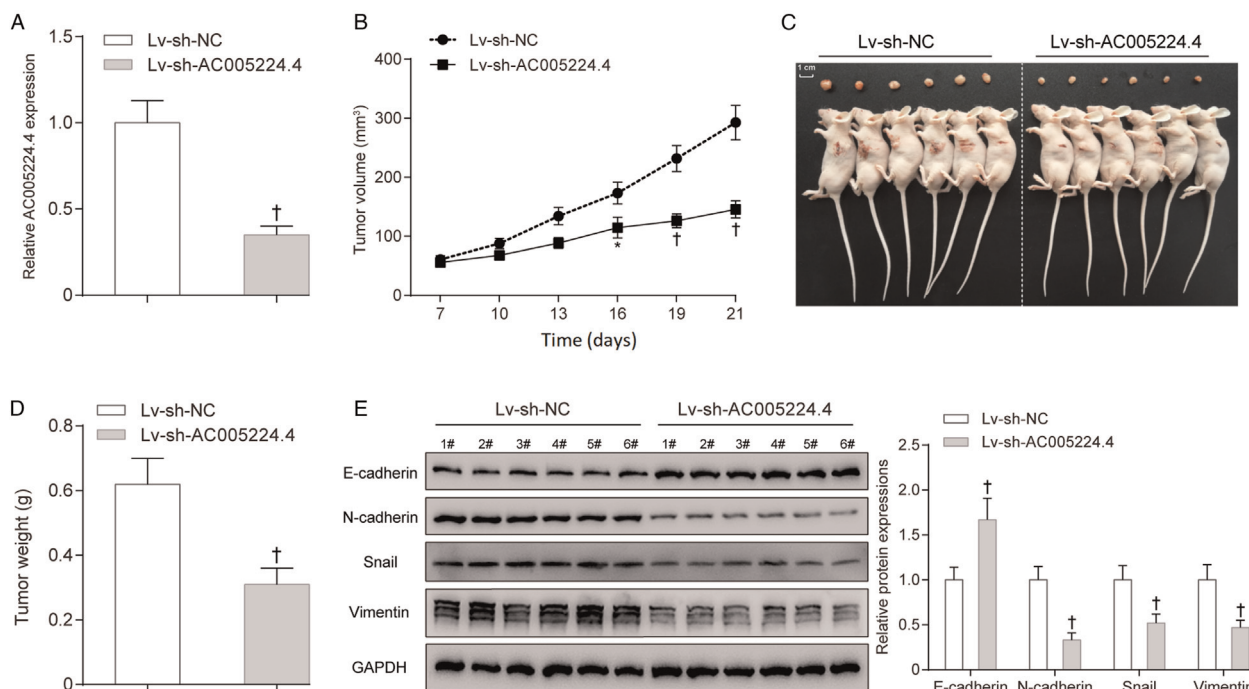 A
Lv-sh-NC
Lv-sh-AC005224.4
Relative AC005224.4 expression
1.5
1.0
0.5
0
†
B
Lv-sh-NC
Lv-sh-AC005224.4
Tumor volume (mm³)
400
300
200
100
0
* † †
7 10 13 16 19 21
Time (days)
C
Lv-sh-NC Lv-sh-AC005224.4
1 cm
D
Lv-sh-NC
Lv-sh-AC005224.4
Tumor weight (g)
0.8
0.6
0.4
0.2
0
†
E
Lv-sh-NC Lv-sh-AC005224.4
1# 2# 3# 4# 5# 6# 1# 2# 3# 4# 5# 6#
E-cadherin
N-cadherin
Snail
Vimentin
GAPDH
Lv-sh-NC
Lv-sh-AC005224.4
Relative protein expressions
2.5
2.0
1.5
1.0
0.5
0
† † † †
E-cadherin N-cadherin Snail Vimentin